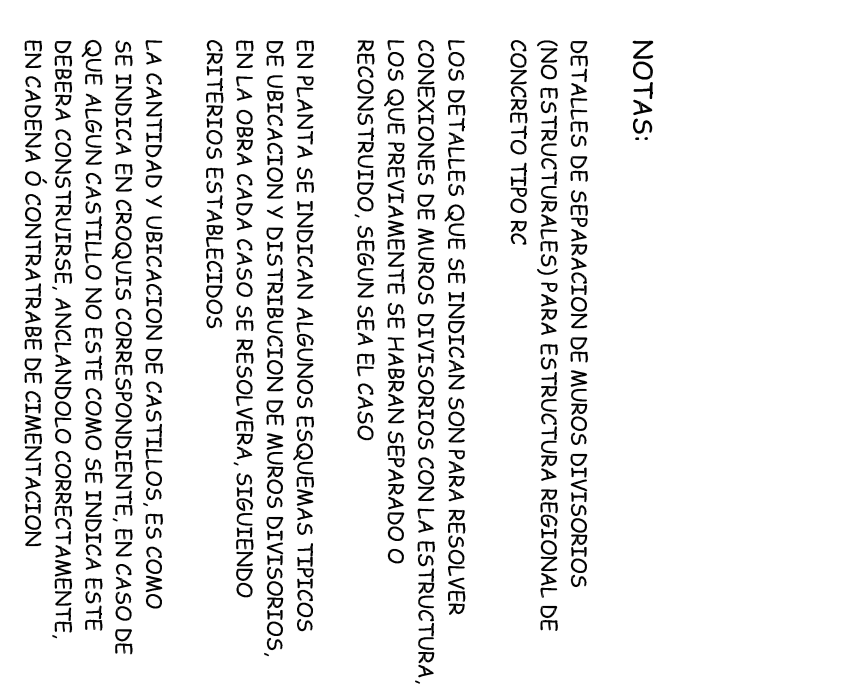 NOTAS:
DETALLES DE SEPARACION DE MUROS DIVISORIOS
(NO ESTRUCTURALES) PARA ESTRUCTURA REGIONAL DE
CONCRETO TIPO RC
LOS DETALLES QUE SE INDICAN SON PARA RESOLVER
CONEXIONES DE MUROS DIVISORIOS CON LA ESTRUCTURA,
LOS QUE PREVIAMENTE SE HABRAN SEPARADO O
RECONSTRUIDO, SEGUN SEA EL CASO
EN PLANTA SE INDICAN ALGUNOS ESQUEMAS TIPICOS
DE UBICACION Y DISTRIBUCION DE MUROS DIVISORIOS,
EN LA OBRA CADA CASO SE RESOLVERA, SIGUIENDO
CRITERIOS ESTABLECIDOS
LA CANTIDAD Y UBICACION DE CASTILLOS, ES COMO
SE INDICA EN CROQUIS CORRESPONDIENTE, EN CASO DE
QUE ALGUN CASTILLO NO ESTE COMO SE INDICA ESTE
DEBERA CONSTRUIRSE, ANCLANDOLO CORRECTAMENTE,
EN CADENA Ó CONTRATRABE DE CIMENTACION